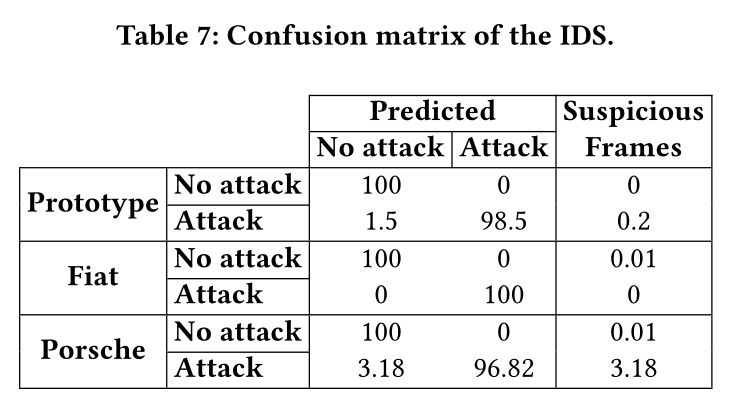 Table 7: Confusion matrix of the IDS.
Predicted Suspicious
No attack Attack Frames
Prototype No attack 100 0 0
Attack 1.5 98.5 0.2
Fiat No attack 100 0 0.01
Attack 0 100 0
Porsche No attack 100 0 0.01
Attack 3.18 96.82 3.18